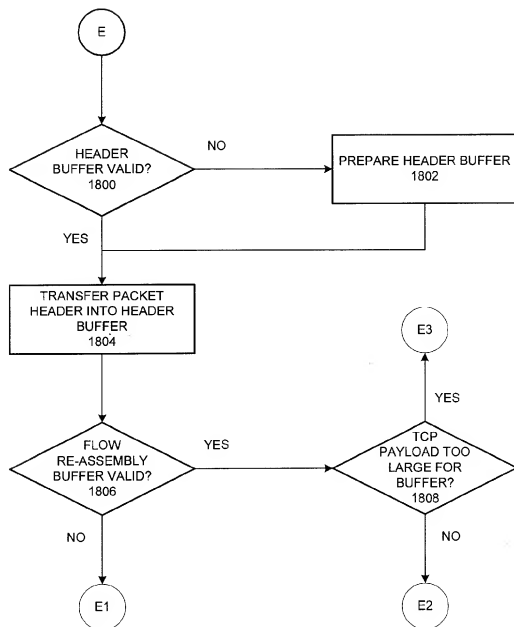 E
HEADER
BUFFER VALID?
1800
NO
PREPARE HEADER BUFFER
1802
YES
TRANSFER PACKET
HEADER INTO HEADER
BUFFER
1804
E3
YES
FLOW
RE-ASSEMBLY
BUFFER VALID?
1806
YES
TCP
PAYLOAD TOO
LARGE FOR
BUFFER?
1808
NO
NO
E1
E2